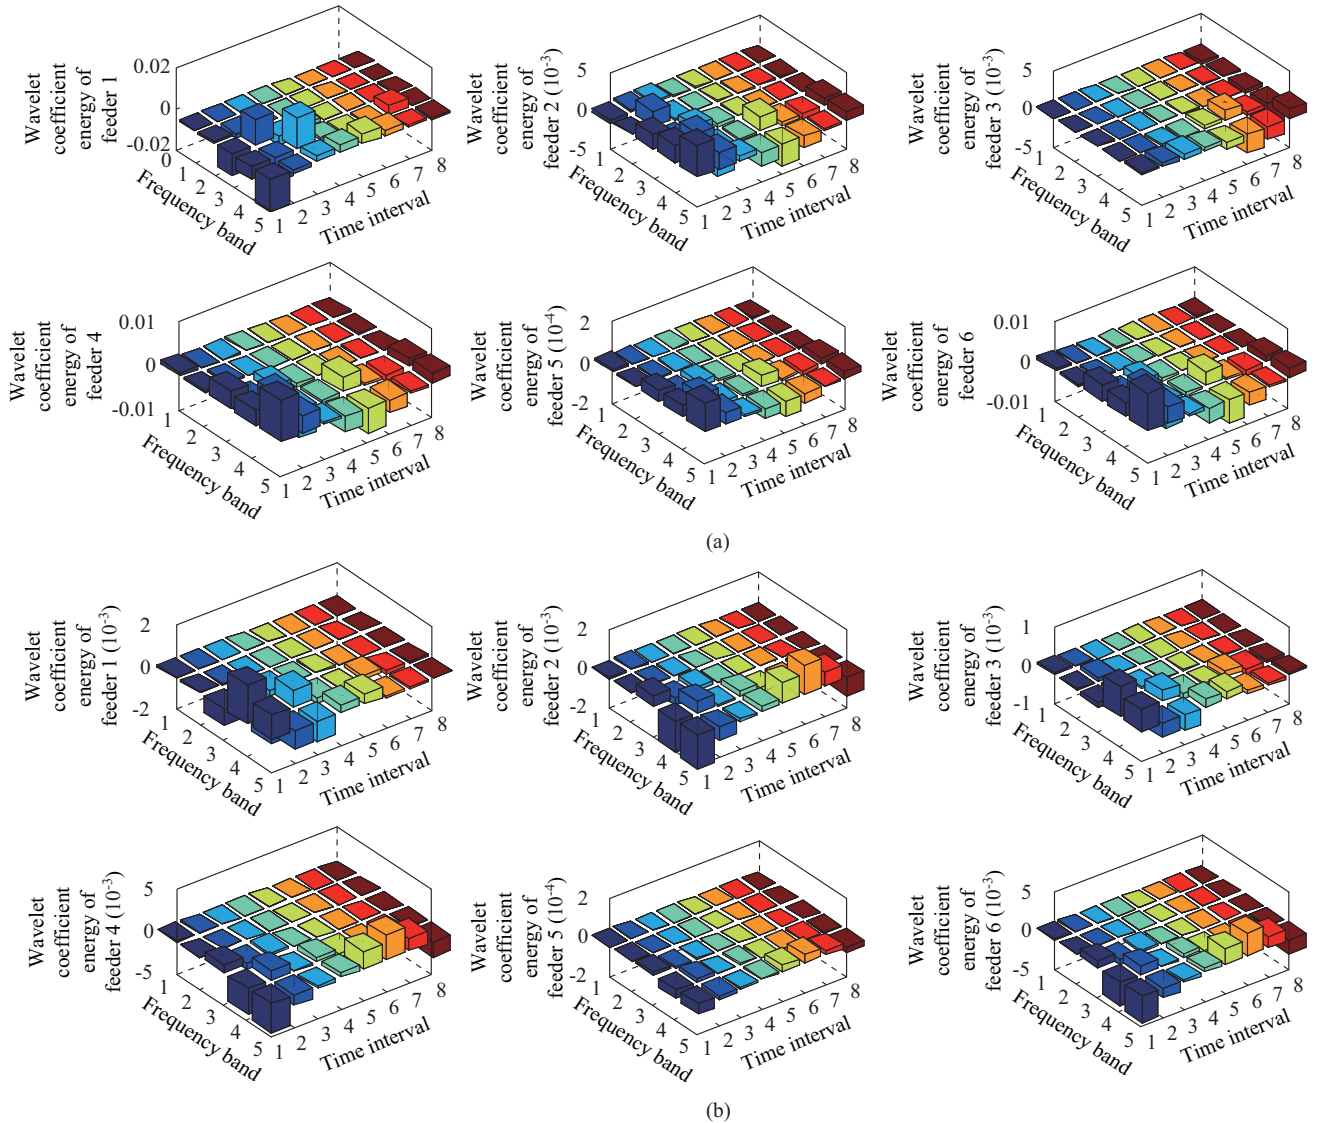 Wavelet
coefficient
energy of
feeder 1
0.02
0
-0.02
0
1
2
3
4
5
Frequency band
1
2
3
4
5
6
7
8
Time interval
Wavelet
coefficient
energy of
feeder 2 (10-3)
5
0
-5
1
2
3
4
5
Frequency band
1
2
3
4
5
6
7
8
Time interval
Wavelet
coefficient
energy of
feeder 3 (10-3)
5
0
-5
1
2
3
4
5
Frequency band
1
2
3
4
5
6
7
8
Time interval
Wavelet
coefficient
energy of
feeder 4
0.01
0
-0.01
1
2
3
4
5
Frequency band
1
2
3
4
5
6
7
8
Time interval
Wavelet
coefficient
energy of
feeder 5 (10-4)
2
0
-2
1
2
3
4
5
Frequency band
1
2
3
4
5
6
7
8
Time interval
Wavelet
coefficient
energy of
feeder 6
0.01
0
-0.01
1
2
3
4
5
Frequency band
1
2
3
4
5
6
7
8
Time interval
(a)
Wavelet
coefficient
energy of
feeder 1 (10-3)
2
0
-2
1
2
3
4
5
Frequency band
1
2
3
4
5
6
7
8
Time interval
Wavelet
coefficient
energy of
feeder 2 (10-3)
2
0
-2
1
2
3
4
5
Frequency band
1
2
3
4
5
6
7
8
Time interval
Wavelet
coefficient
energy of
feeder 3 (10-3)
1
0
-1
1
2
3
4
5
Frequency band
1
2
3
4
5
6
7
8
Time interval
Wavelet
coefficient
energy of
feeder 4 (10-3)
5
0
-5
1
2
3
4
5
Frequency band
1
2
3
4
5
6
7
8
Time interval
Wavelet
coefficient
energy of
feeder 5 (10-4)
2
0
-2
1
2
3
4
5
Frequency band
1
2
3
4
5
6
7
8
Time interval
Wavelet
coefficient
energy of
feeder 6 (10-3)
5
0
-5
1
2
3
4
5
Frequency band
1
2
3
4
5
6
7
8
Time interval
(b)